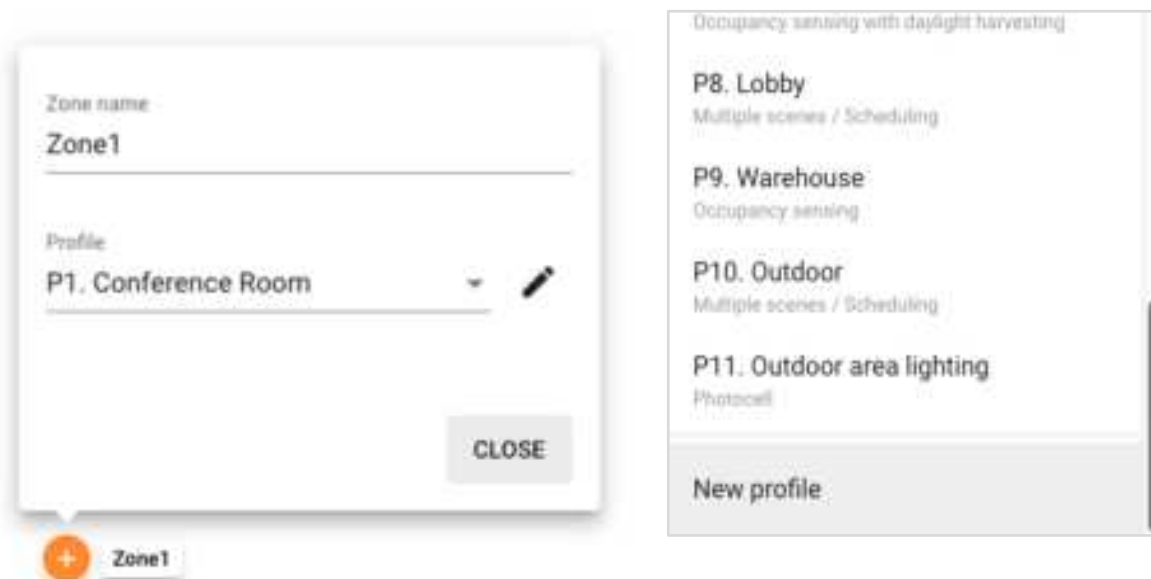 Zone name
Zone1
Profile
P1. Conference Room
CLOSE
Zone1
Occupancy sensing with daylight harvesting
P8. Lobby
Multiple scenes / Scheduling
P9. Warehouse
Occupancy sensing
P10. Outdoor
Multiple scenes / Scheduling
P11. Outdoor area lighting
Photocell
New profile